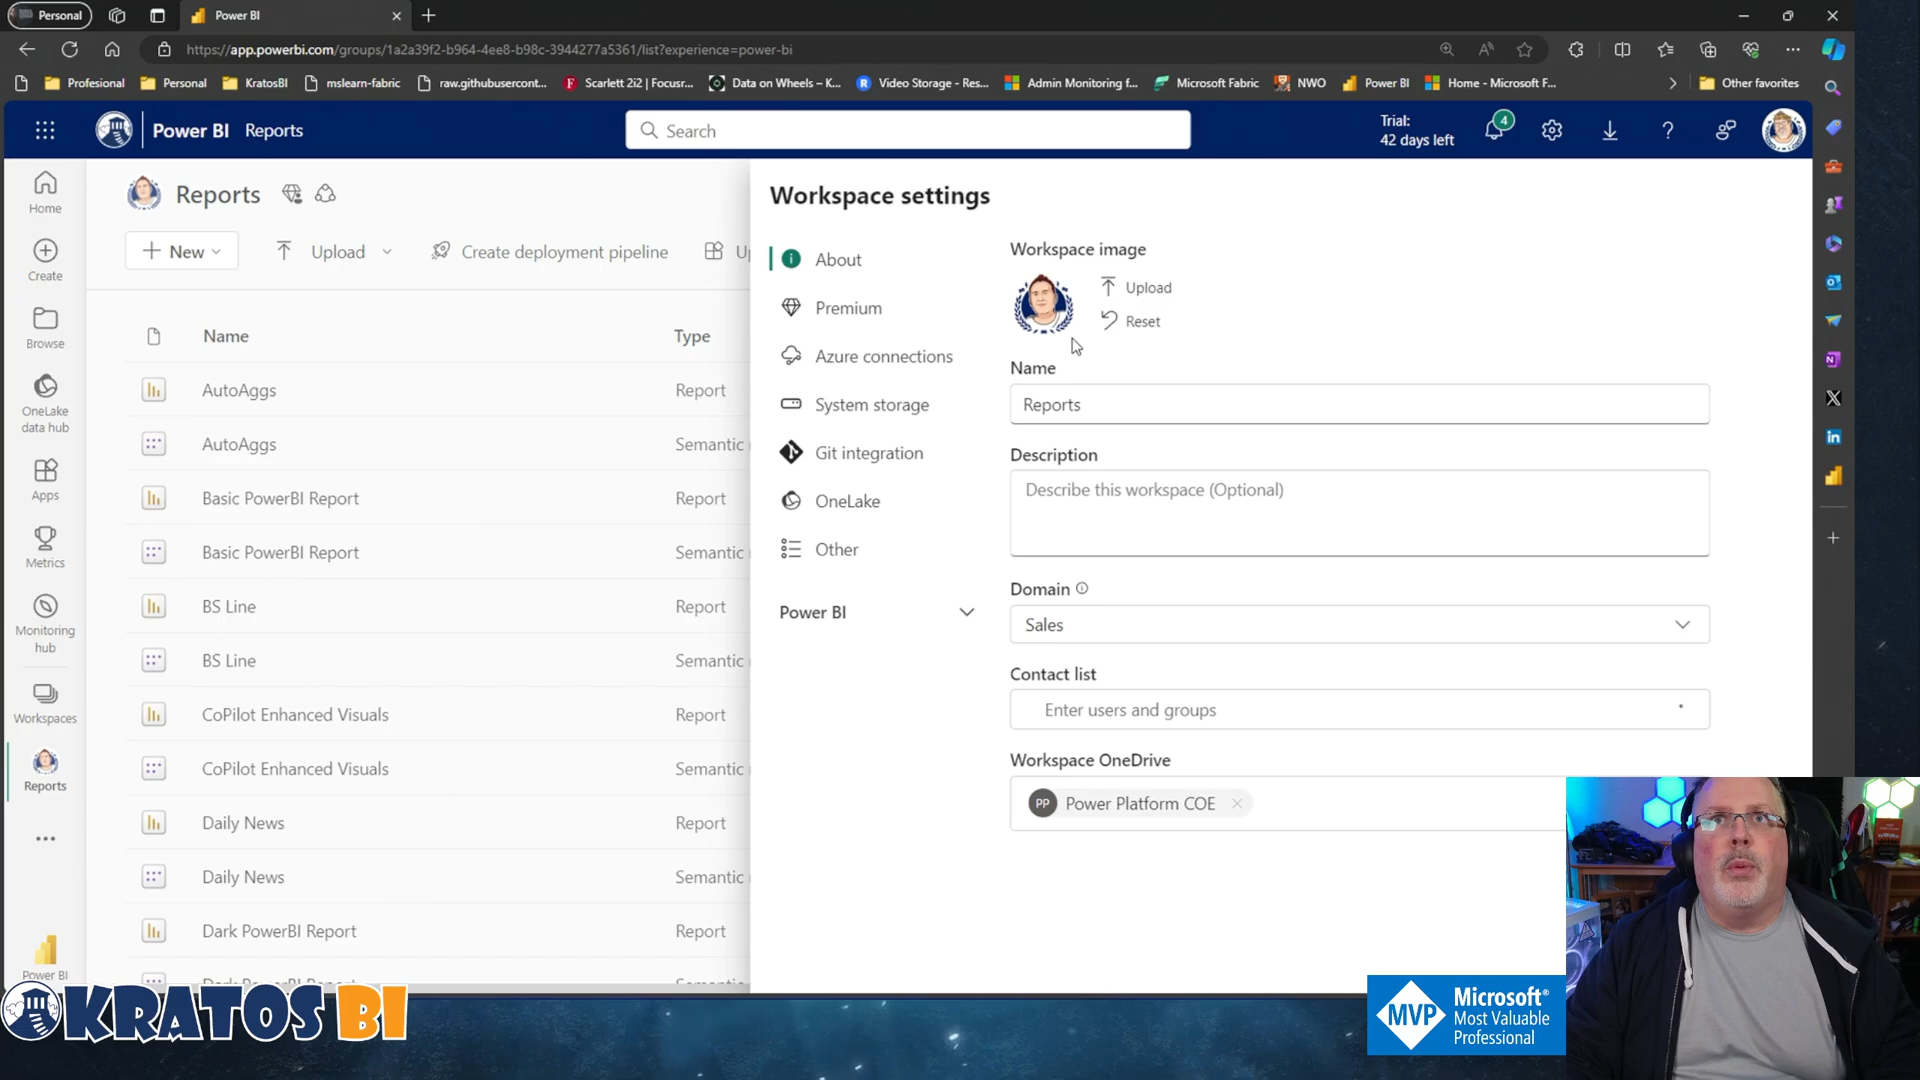 Personal
Power BI
https://app.powerbi.com/groups/1a2a39f2-b964-4ee8-b98c-3944277a5361/list?experience=power-bi
Profesional
Personal
KratosBI
mslearn-fabric
raw.githubusercont...
Scarlett 2i2 | Focusr...
Data on Wheels – K...
Video Storage - Res...
Admin Monitoring f...
Microsoft Fabric
NWO
Power BI
Home - Microsoft F...
Other favorites
Power BI Reports
Search
Trial:
42 days left
4
Home
Create
Browse
OneLake
data hub
Apps
Metrics
Monitoring
hub
Workspaces
Reports
Power BI
Reports
New
Upload
Create deployment pipeline
Up
Name Type
AutoAggs Report
AutoAggs Semantic
Basic PowerBI Report Report
Basic PowerBI Report Semantic
BS Line Report
BS Line Semantic
CoPilot Enhanced Visuals Report
CoPilot Enhanced Visuals Semantic
Daily News Report
Daily News Semantic
Dark PowerBI Report Report
Dark PowerBI Report Semantic
Workspace settings
About
Premium
Azure connections
System storage
Git integration
OneLake
Other
Power BI
Workspace image
Upload
Reset
Name
Reports
Description
Describe this workspace (Optional)
Domain
Sales
Contact list
Enter users and groups
Workspace OneDrive
PP Power Platform COE
KRATOS BI
MVP
Microsoft®
Most Valuable
Professional